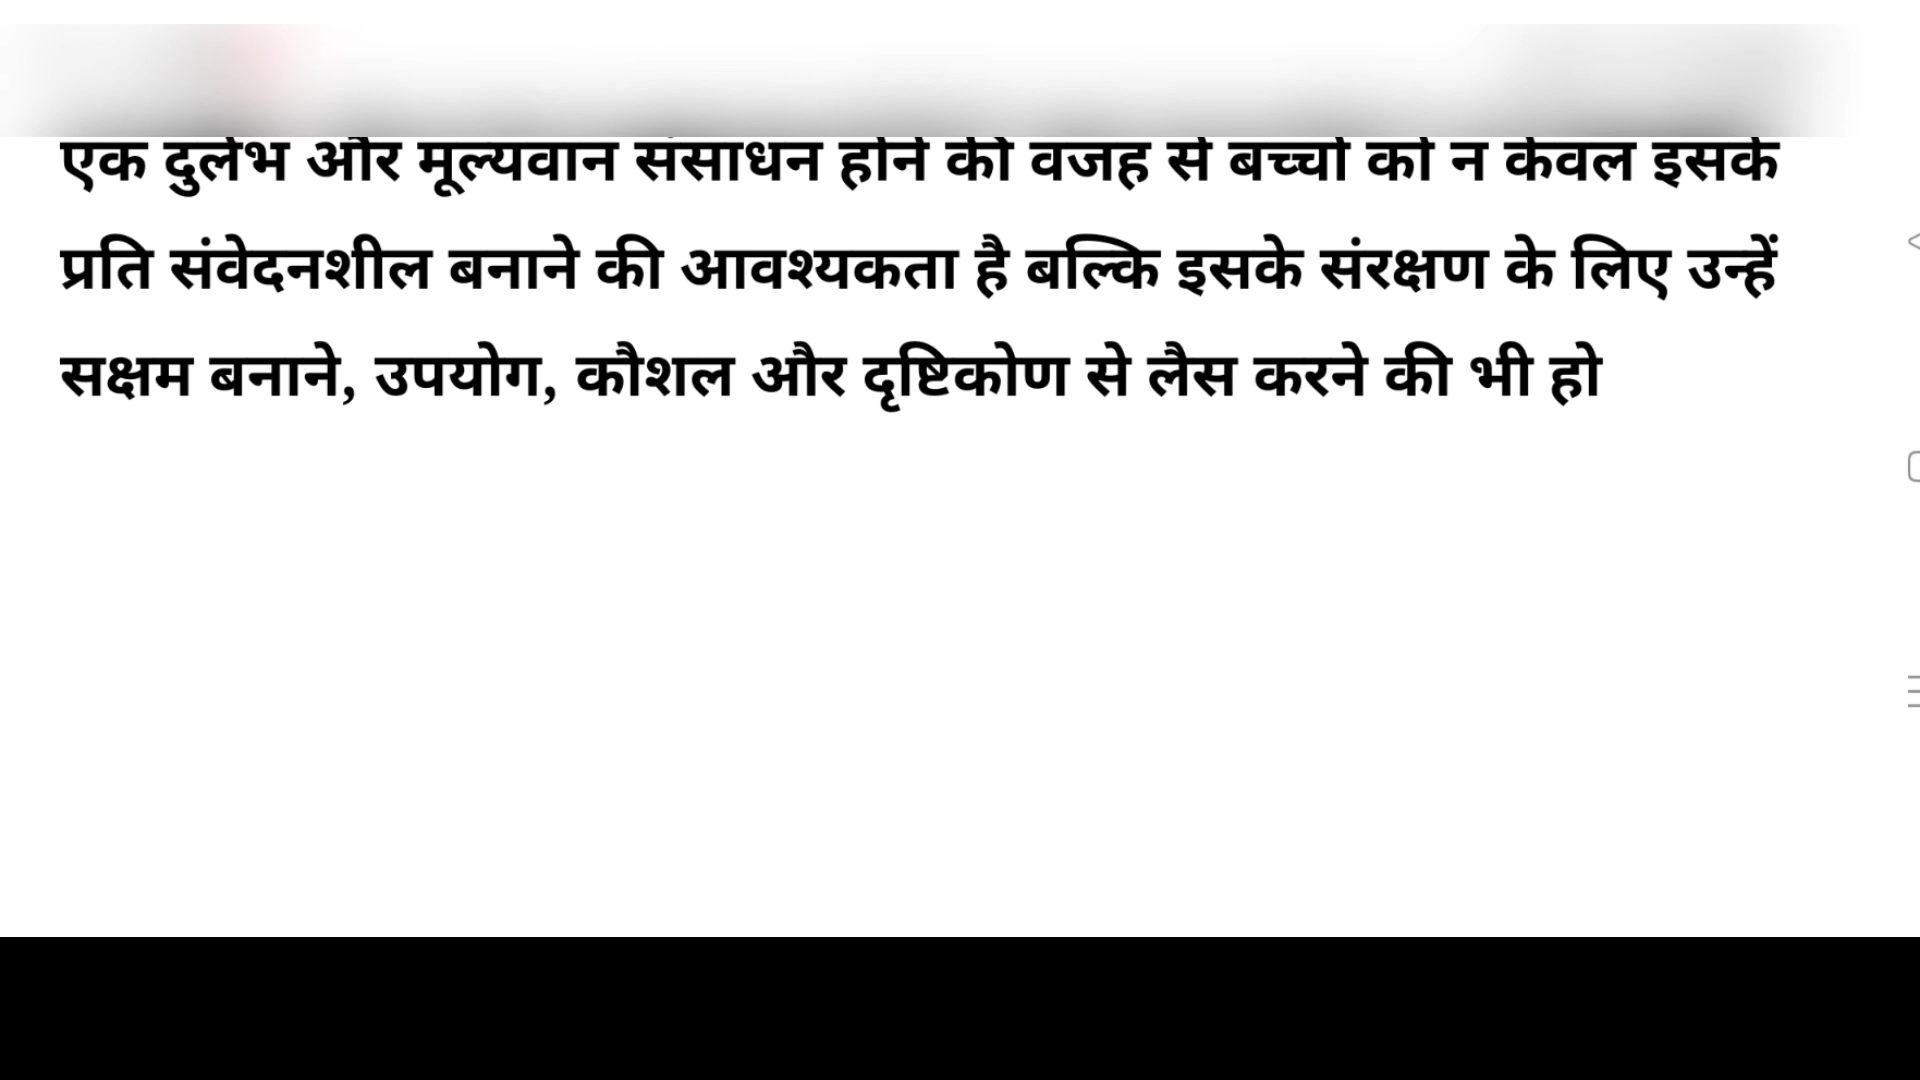 एक दुर्लभ और मूल्यवान संसाधन होने की वजह से बच्चों को न केवल इसके
प्रति संवेदनशील बनाने की आवश्यकता है बल्कि इसके संरक्षण के लिए उन्हें
सक्षम बनाने, उपयोग, कौशल और दृष्टिकोण से लैस करने की भी हो